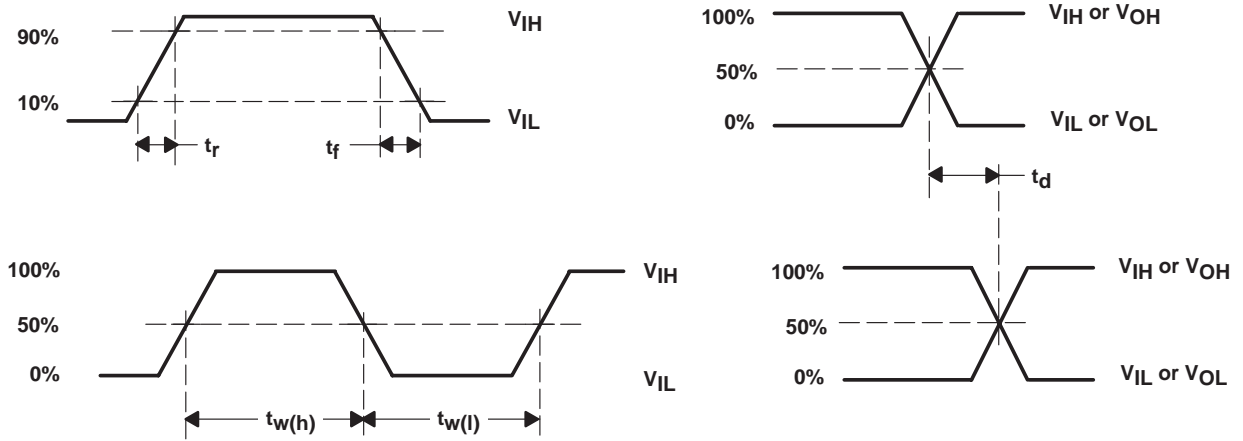 90%
10%
V_IH
V_IL
t_r
t_f
100%
50%
0%
V_IH or V_OH
V_IL or V_OL
t_d
100%
50%
0%
V_IH
V_IL
t_w(h)
t_w(l)
100%
50%
0%
V_IH or V_OH
V_IL or V_OL